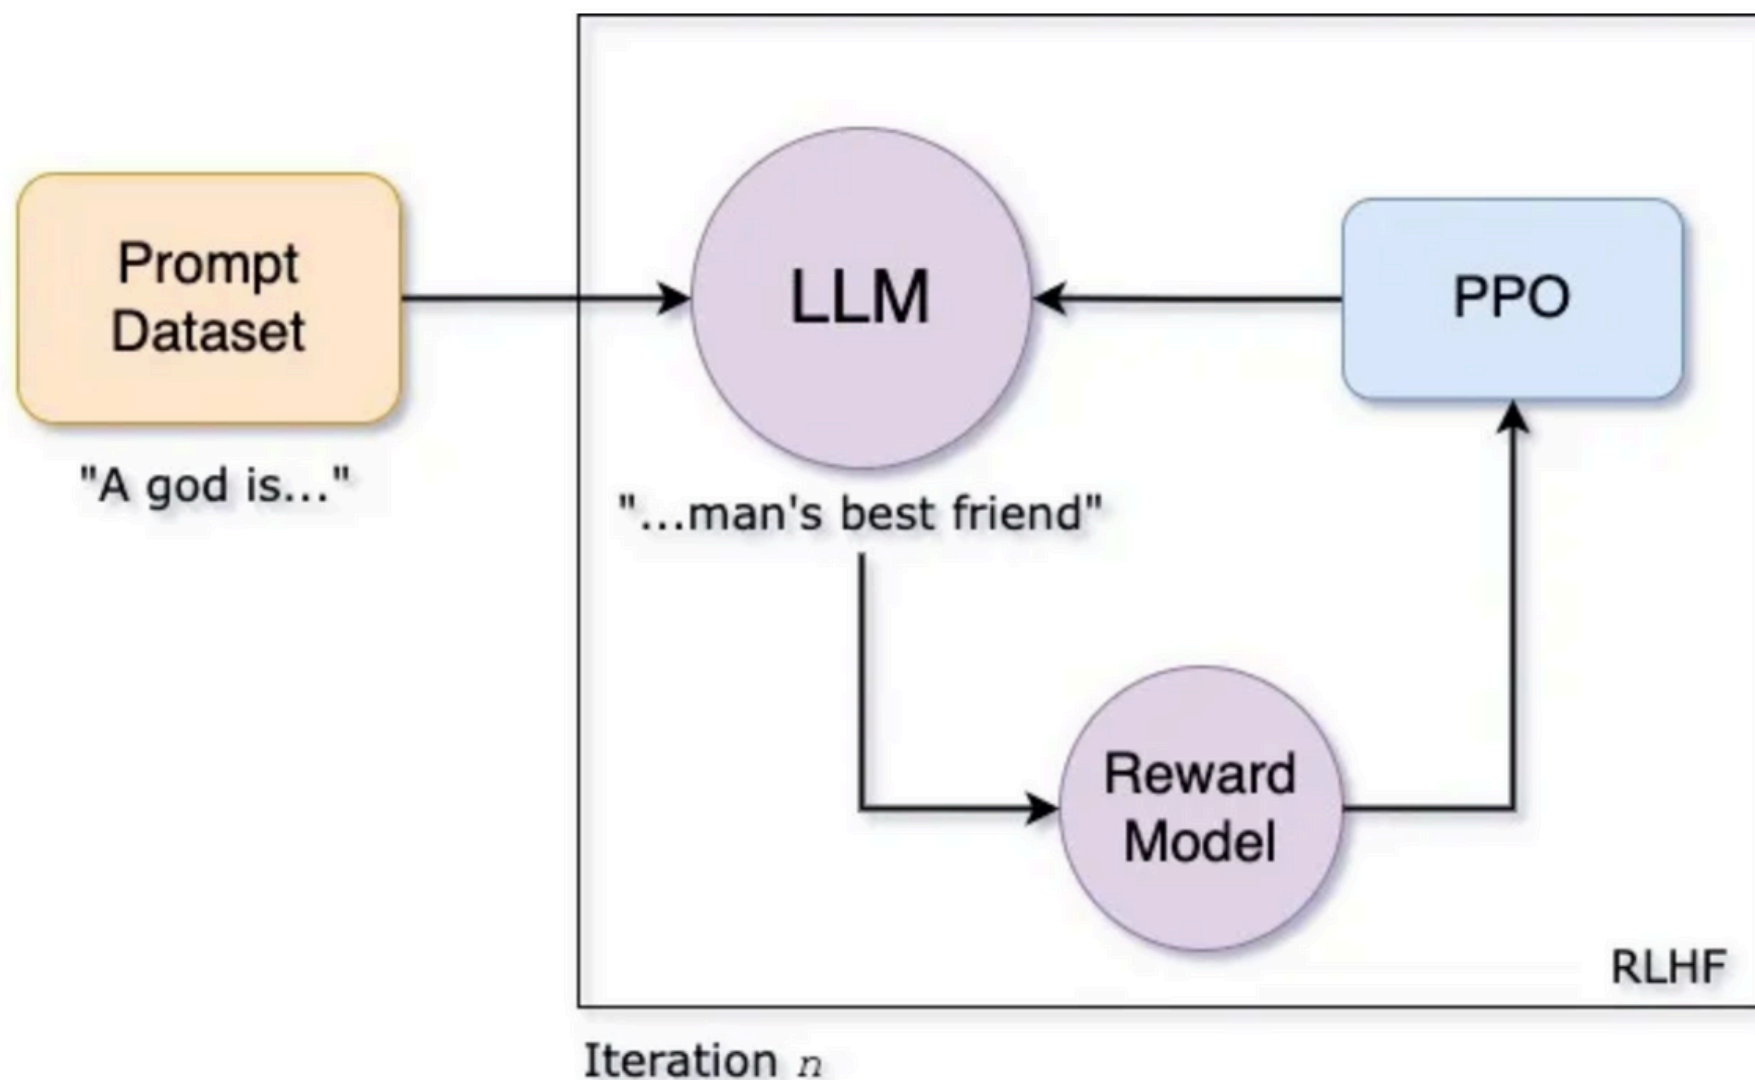 Prompt
Dataset
"A god is..."
LLM
"...man's best friend"
PPO
Reward
Model
RLHF
Iteration n